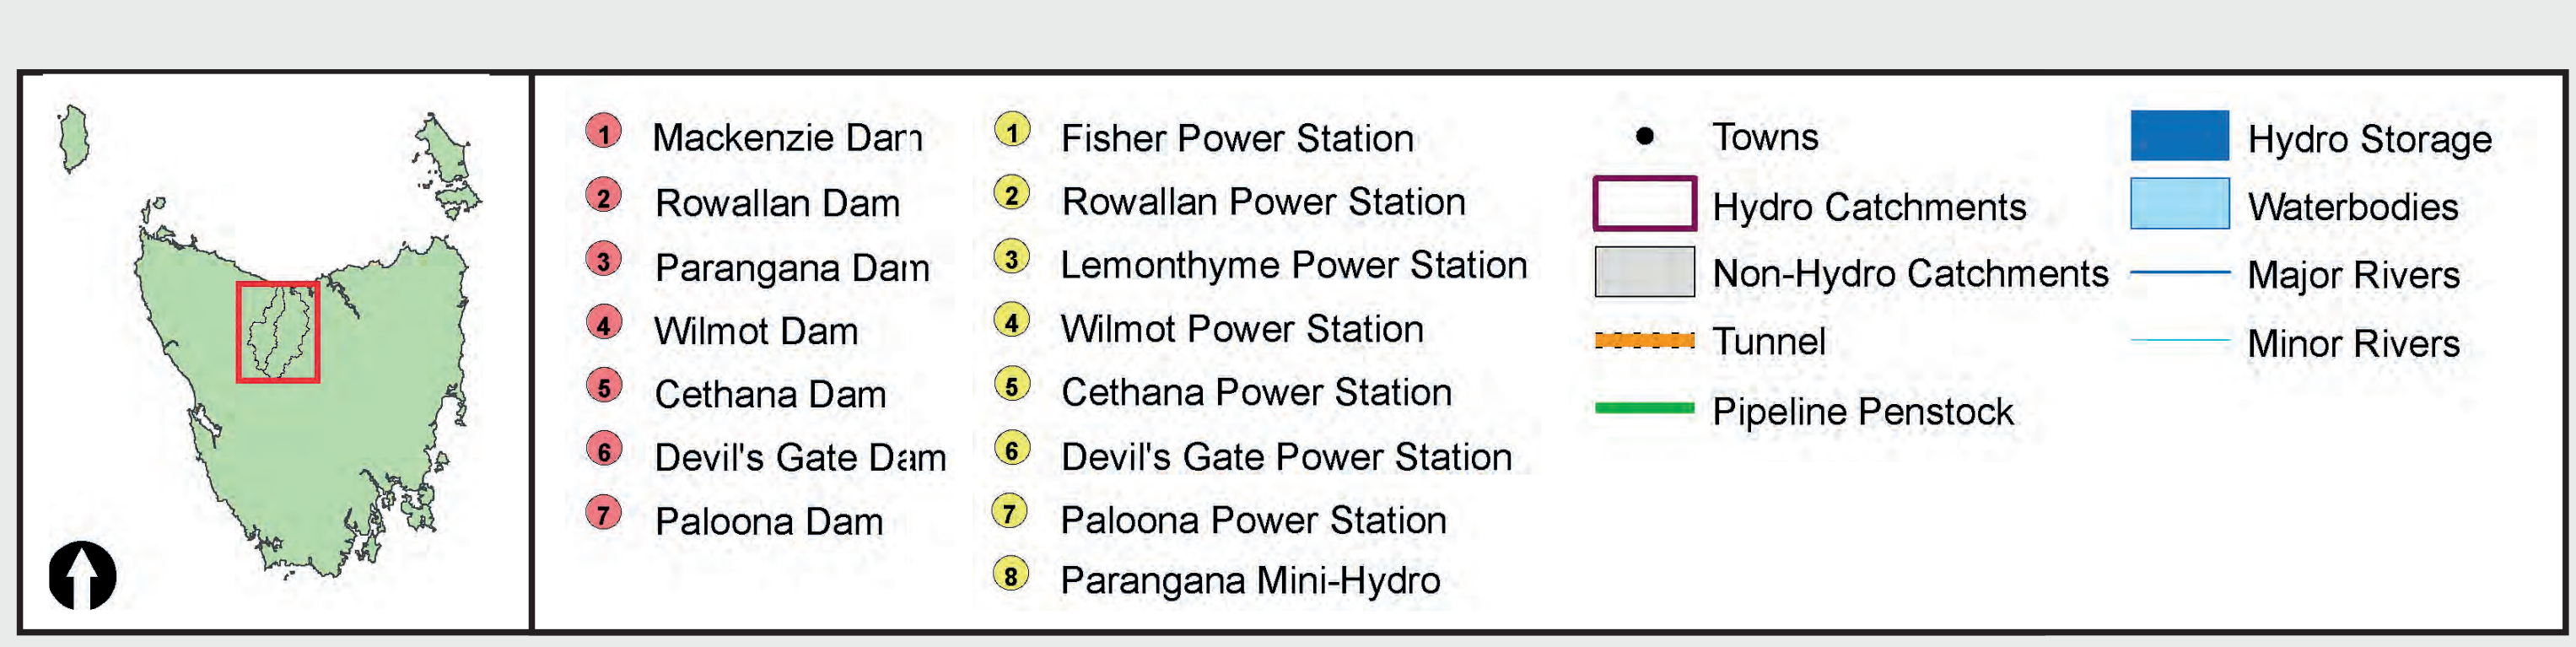 1 Mackenzie Dam
2 Rowallan Dam
3 Parangana Dam
4 Wilmot Dam
5 Cethana Dam
6 Devil's Gate Dam
7 Paloona Dam
1 Fisher Power Station
2 Rowallan Power Station
3 Lemonthyme Power Station
4 Wilmot Power Station
5 Cethana Power Station
6 Devil's Gate Power Station
7 Paloona Power Station
8 Parangana Mini-Hydro
Towns
Hydro Catchments
Non-Hydro Catchments
Tunnel
Pipeline Penstock
Hydro Storage
Waterbodies
Major Rivers
Minor Rivers